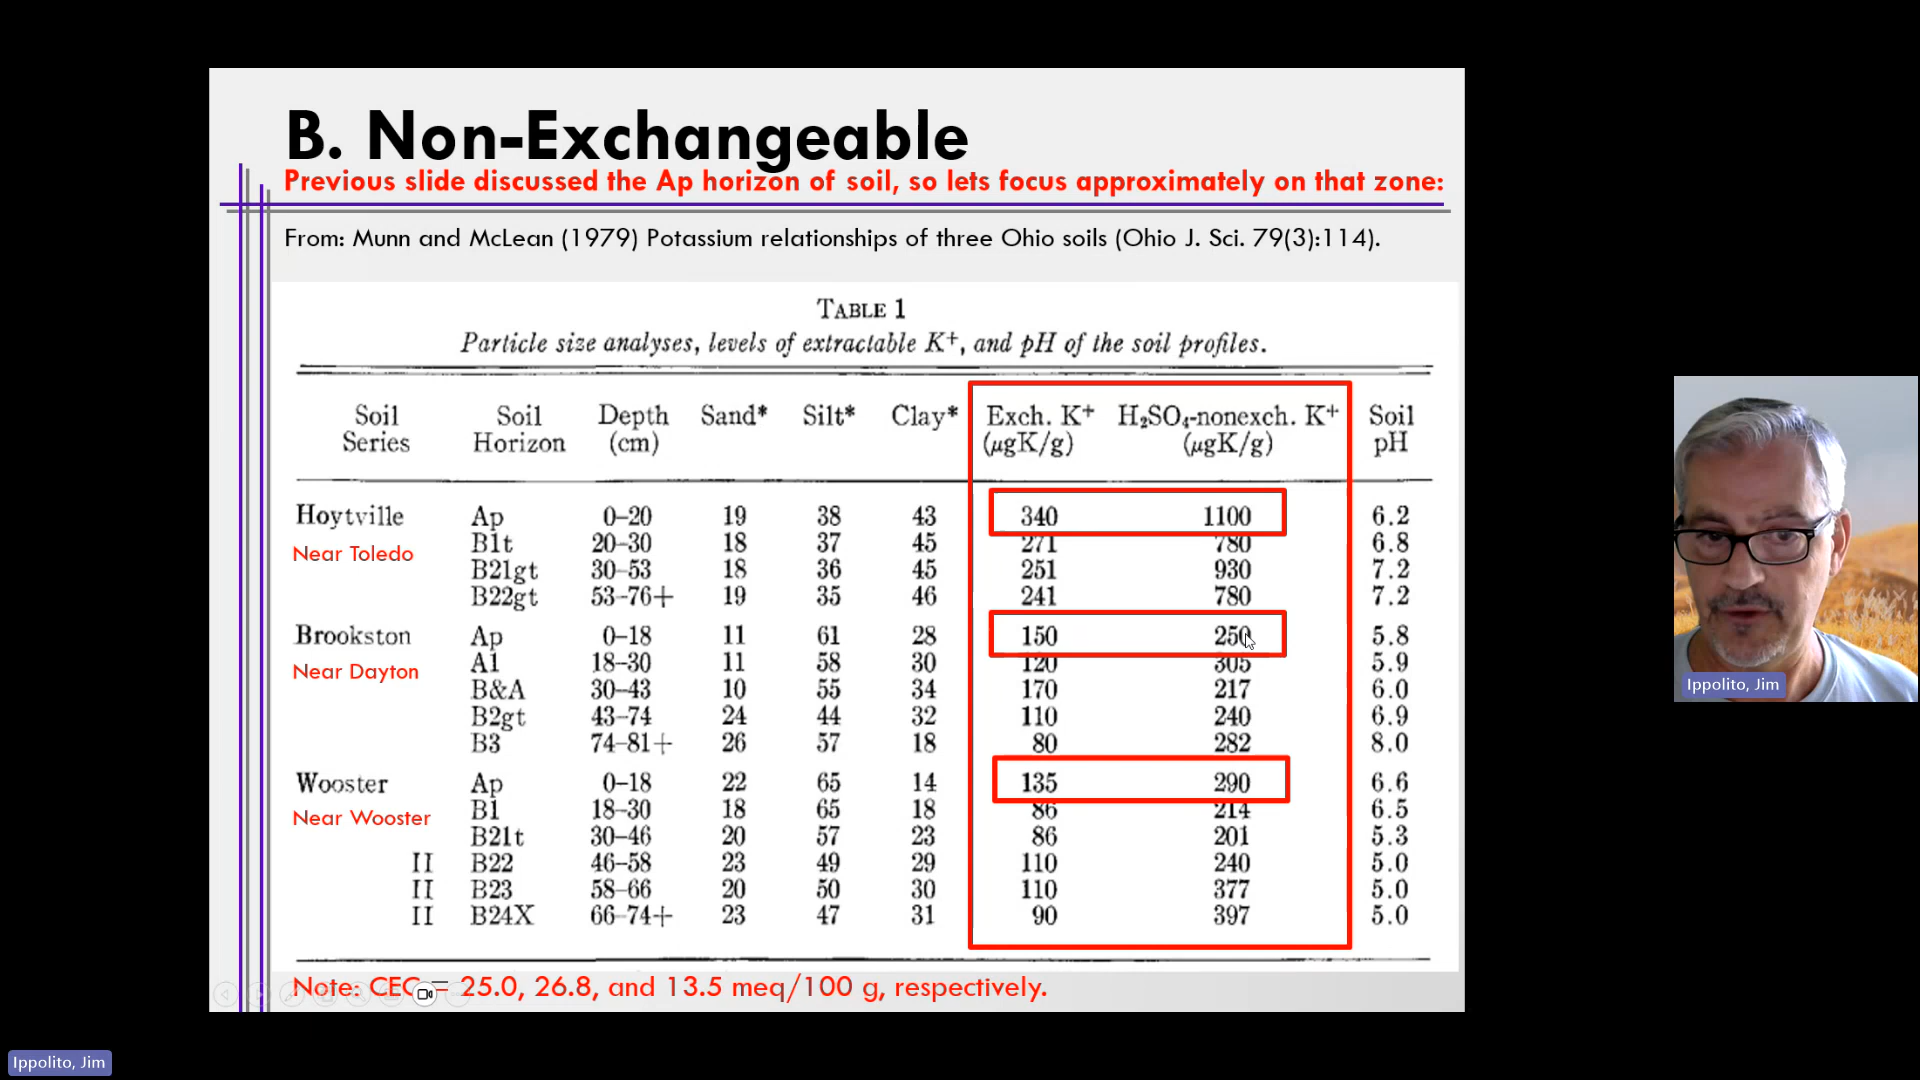 B. Non-Exchangeable
Previous slide discussed the Ap horizon of soil, so lets focus approximately on that zone:
From: Munn and McLean (1979) Potassium relationships of three Ohio soils (Ohio J. Sci. 79(3):114).
TABLE 1
Particle size analyses, levels of extractable K+, and pH of the soil profiles.
Soil Series Soil Horizon Depth (cm) Sand* Silt* Clay* Exch. K+ (µgK/g) H₂SO₄-nonexch. K+ (µgK/g) Soil pH
Hoytville Ap 0-20 19 38 43 340 1100 6.2
Near Toledo
B1t 20-30 18 37 45 271 780 6.8
B21gt 30-53 18 36 45 251 930 7.2
B22gt 53-76+ 19 35 46 241 780 7.2
Brookston Ap 0-18 11 61 28 150 250 5.8
Near Dayton
A1 18-30 11 58 30 120 305 5.9
B&A 30-43 10 55 34 170 217 6.0
B2gt 43-74 24 44 32 110 240 6.9
B3 74-81+ 26 57 18 80 282 8.0
Wooster Ap 0-18 22 65 14 135 290 6.6
Near Wooster
B1 18-30 18 65 18 86 214 6.5
B21t 30-46 20 57 23 86 201 5.3
II B22 46-58 23 49 29 110 240 5.0
II B23 58-66 20 50 30 110 377 5.0
II B24X 66-74+ 23 47 31 90 397 5.0
Note: CEC = 25.0, 26.8, and 13.5 meq/100 g, respectively.
Ippolito, Jim
Ippolito, Jim